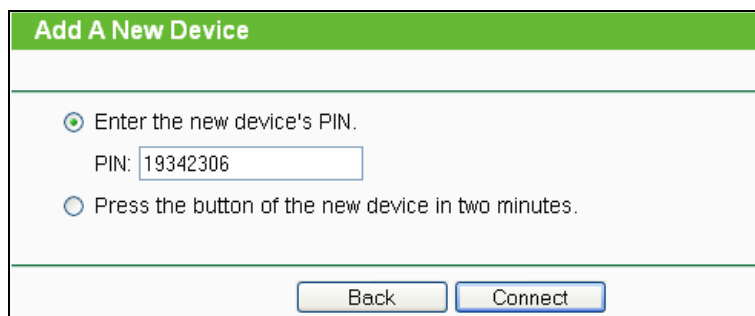 Add A New Device
Enter the new device's PIN.
PIN: 19342306
Press the button of the new device in two minutes.
Back Connect